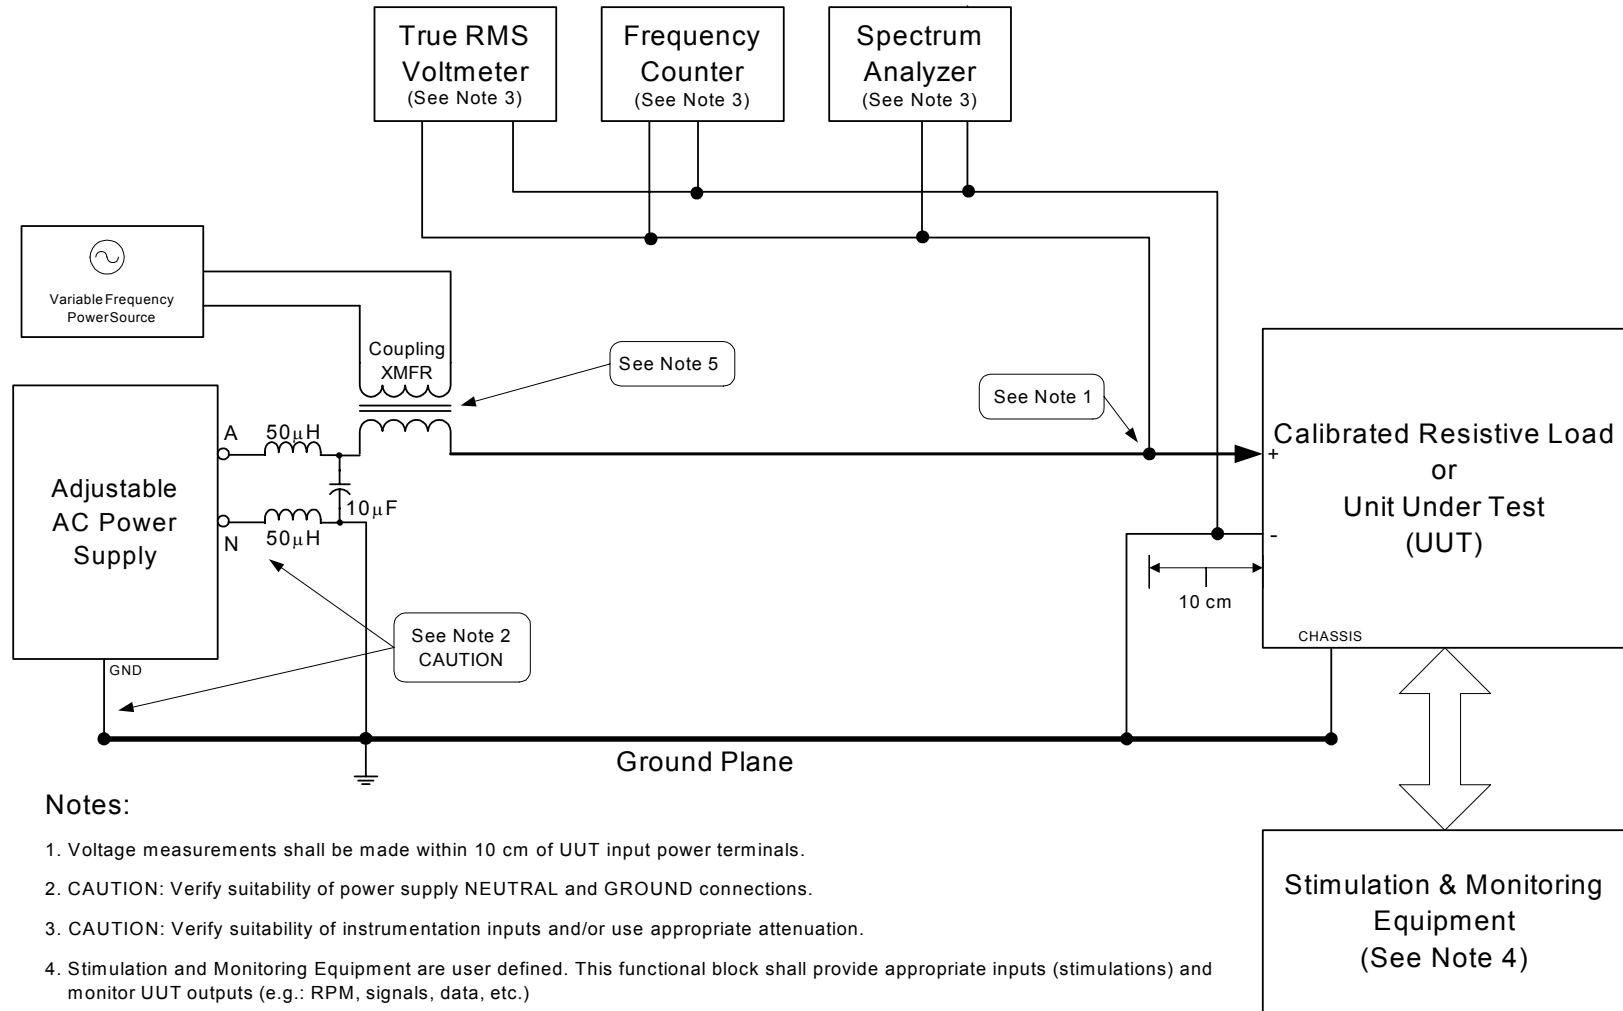 True RMS
Voltmeter
(See Note 3)
Frequency
Counter
(See Note 3)
Spectrum
Analyzer
(See Note 3)
Variable Frequency
Power Source
Coupling
XMFR
See Note 5
See Note 1
Adjustable
AC Power
Supply
A
50μH
10μF
N
50μH
GND
See Note 2
CAUTION
Calibrated Resistive Load
or
Unit Under Test
(UUT)
+
-
10 cm
CHASSIS
Ground Plane
Stimulation & Monitoring
Equipment
(See Note 4)
Notes:
1. Voltage measurements shall be made within 10 cm of UUT input power terminals.
2. CAUTION: Verify suitability of power supply NEUTRAL and GROUND connections.
3. CAUTION: Verify suitability of instrumentation inputs and/or use appropriate attenuation.
4. Stimulation and Monitoring Equipment are user defined. This functional block shall provide appropriate inputs (stimulations) and
monitor UUT outputs (e.g.: RPM, signals, data, etc.)